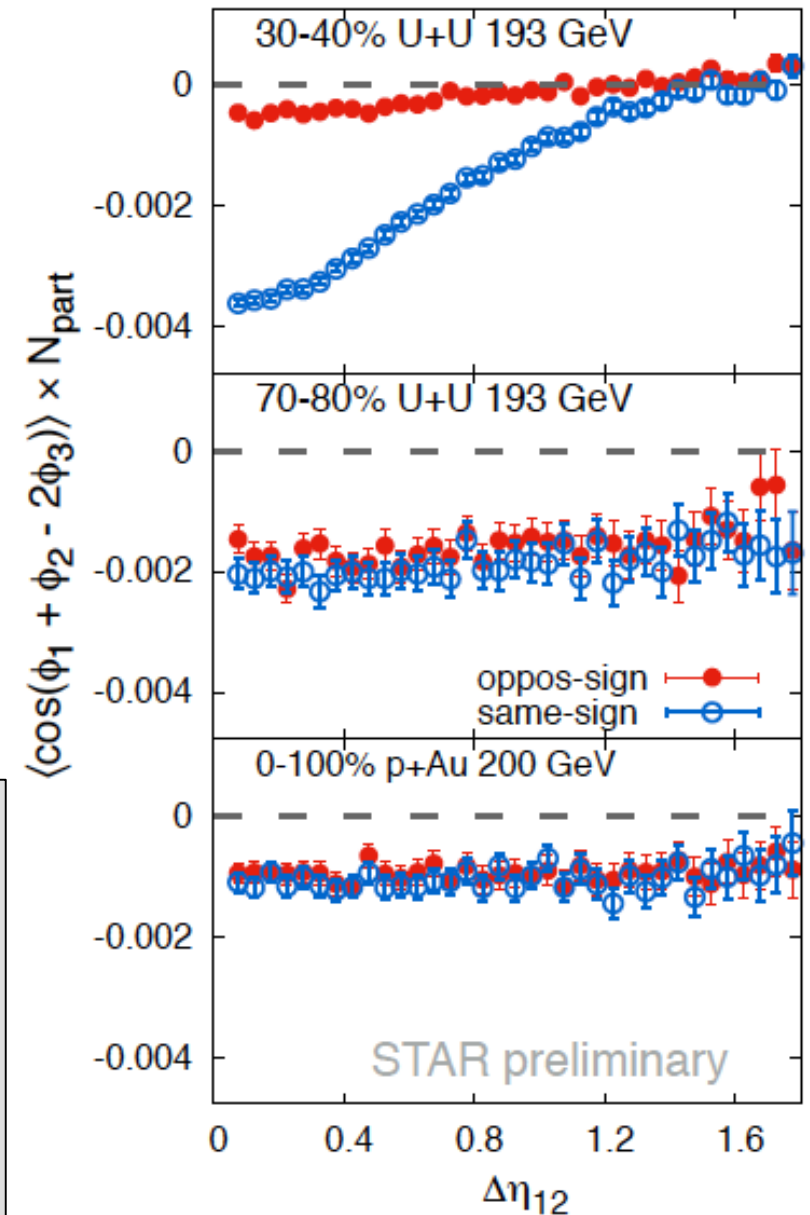 30-40% U+U 193 GeV
0
-0.002
-0.004
70-80% U+U 193 GeV
0
-0.002
-0.004
oppos-sign
same-sign
0-100% p+Au 200 GeV
0
-0.002
-0.004
STAR preliminary
0 0.4 0.8 1.2 1.6
Δη₁₂
⟨cos(ϕ₁ + ϕ₂ - 2ϕ₃)⟩ × Nₚₐᵣₜ